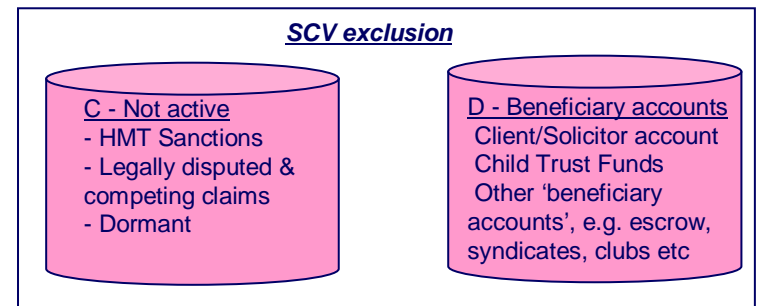 SCV exclusion
C - Not active
- HMT Sanctions
- Legally disputed &
competing claims
- Dormant
D - Beneficiary accounts
Client/Solicitor account
Child Trust Funds
Other ‘beneficiary
accounts’, e.g. escrow,
syndicates, clubs etc